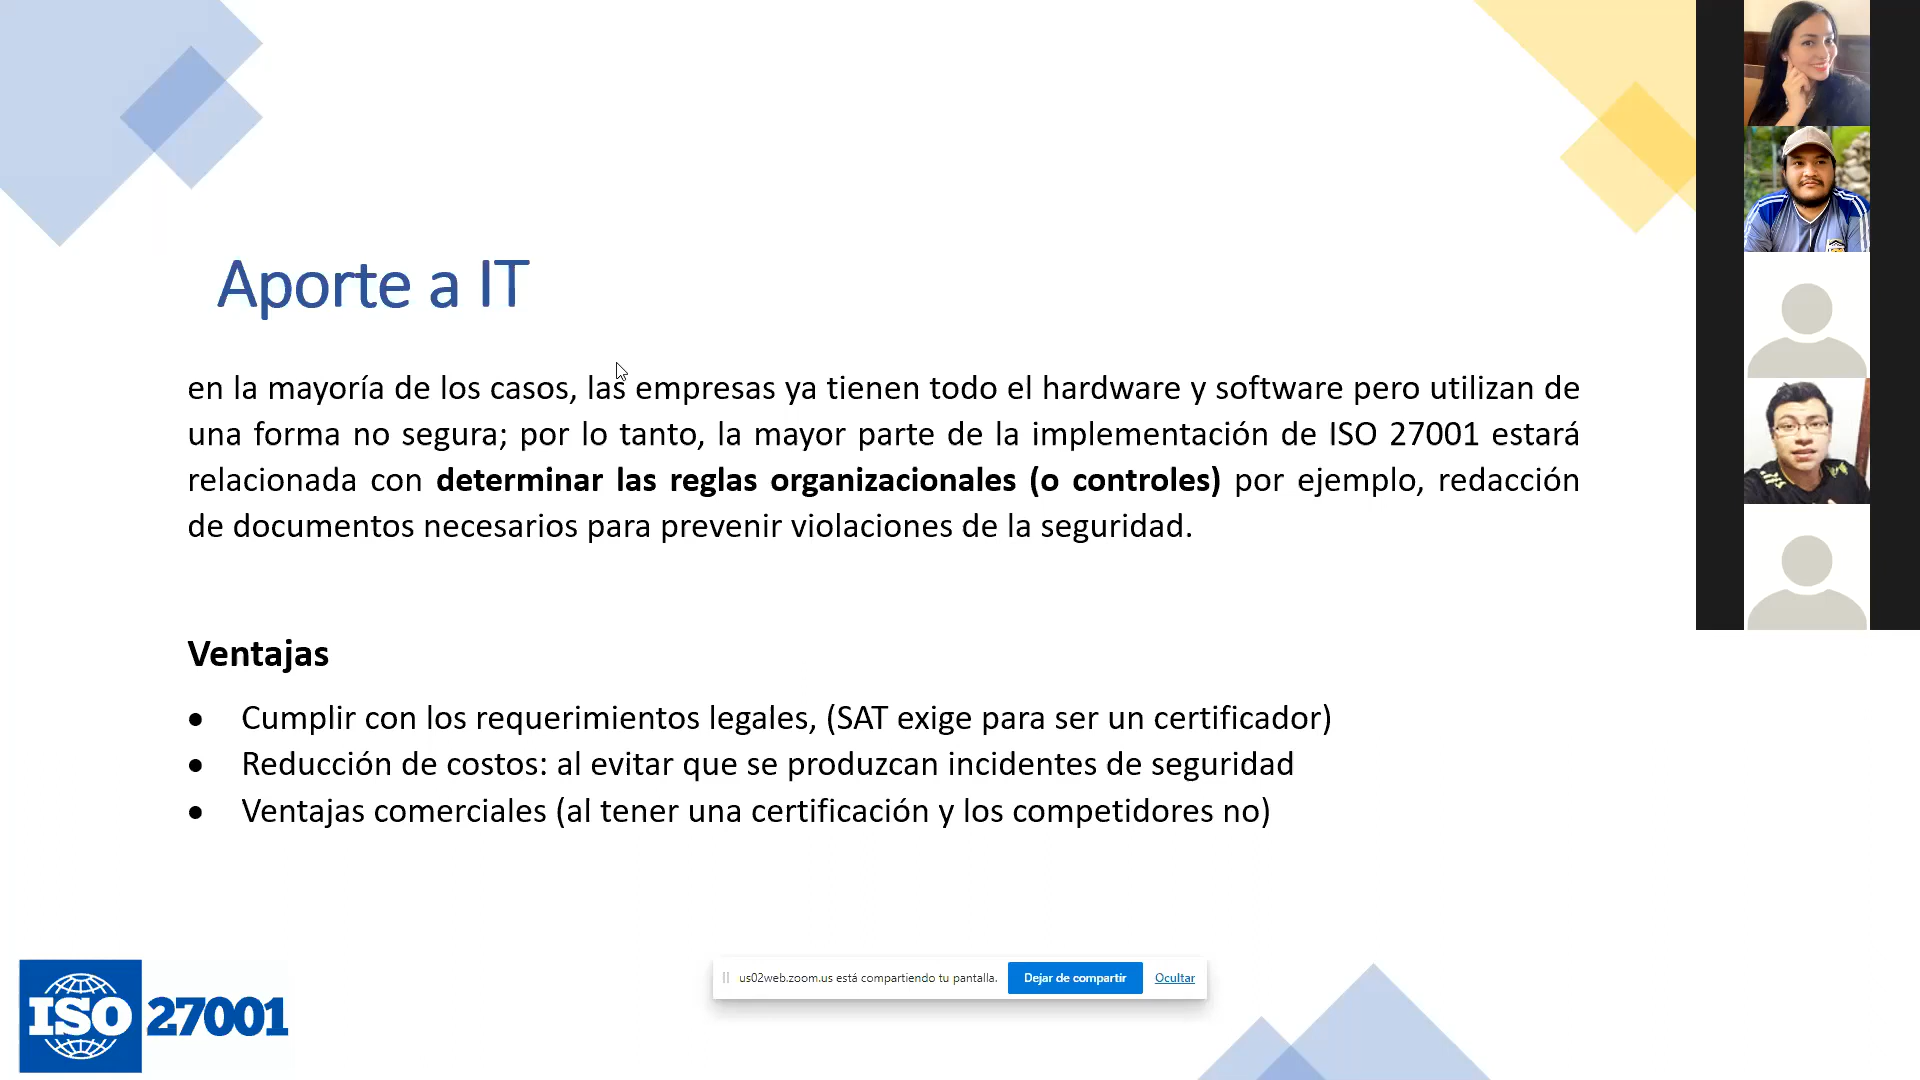 Aporte a IT
en la mayoría de los casos, las empresas ya tienen todo el hardware y software pero utilizan de
una forma no segura; por lo tanto, la mayor parte de la implementación de ISO 27001 estará
relacionada con determinar las reglas organizacionales (o controles) por ejemplo, redacción
de documentos necesarios para prevenir violaciones de la seguridad.
Ventajas
• Cumplir con los requerimientos legales, (SAT exige para ser un certificador)
• Reducción de costos: al evitar que se produzcan incidentes de seguridad
• Ventajas comerciales (al tener una certificación y los competidores no)
us02web.zoom.us está compartiendo tu pantalla. Dejar de compartir Ocultar
ISO 27001